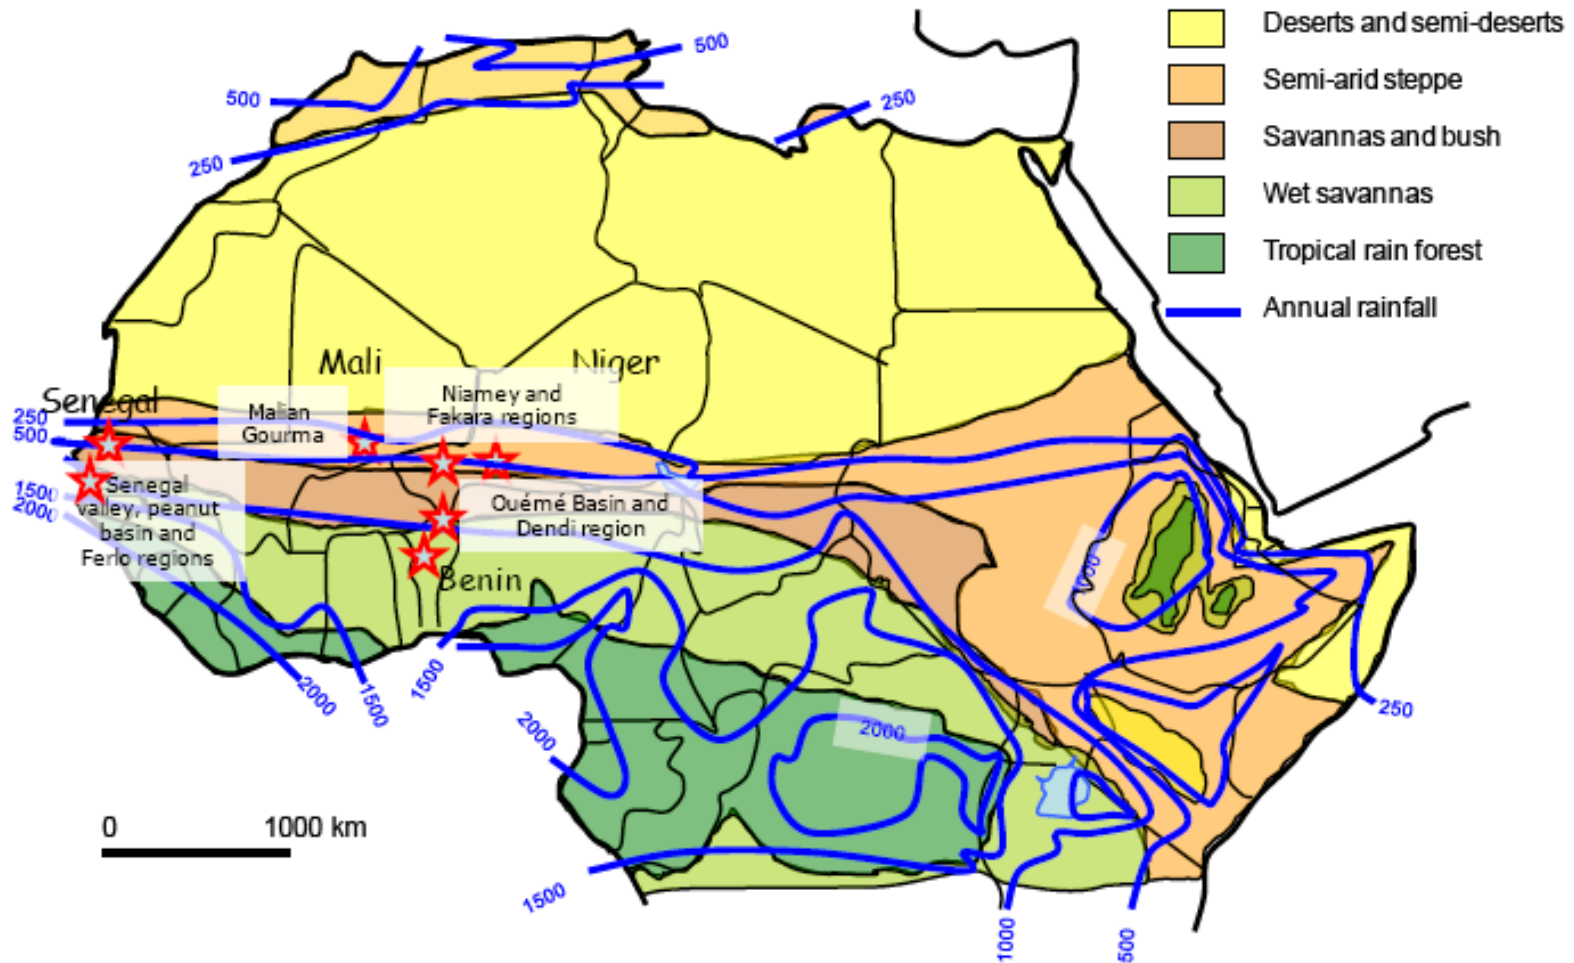 Deserts and semi-deserts
Semi-arid steppe
Savannas and bush
Wet savannas
Tropical rain forest
Annual rainfall
500
500
250
250
Mali
Niger
Senegal
Malian
Gourma
Niamey and
Fakara regions
250
500
1500
2000
Senegal
valley, peanut
basin and
Ferlo regions
Ouémé Basin and
Dendi region
Benin
1000
2000
1500
1500
2000
2000
250
0 1000 km
1500
1000
500